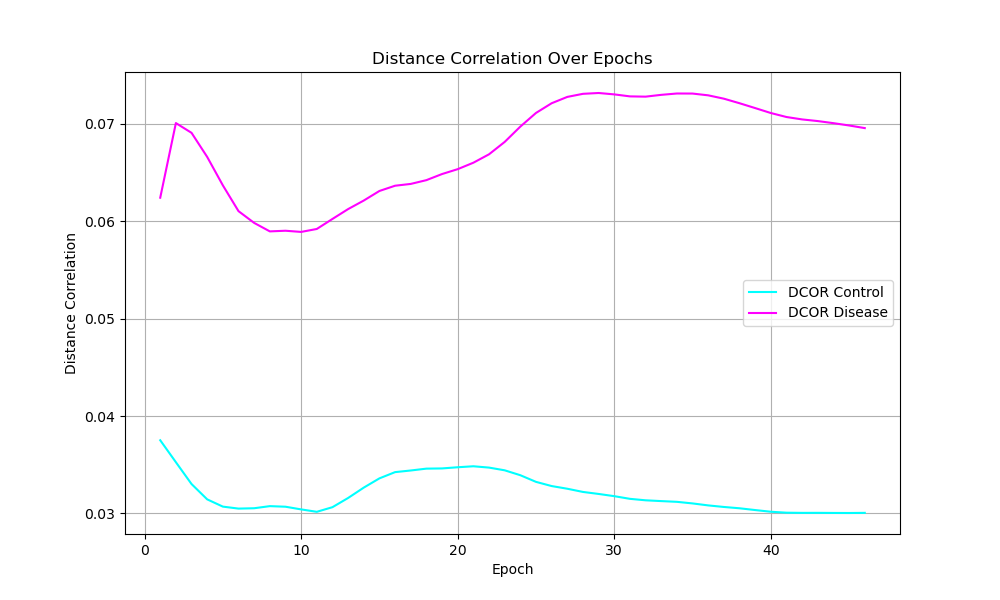 Distance Correlation Over Epochs
0.07
0.06
0.05
0.04
0.03
Distance Correlation
DCOR Control
DCOR Disease
0 10 20 30 40
Epoch